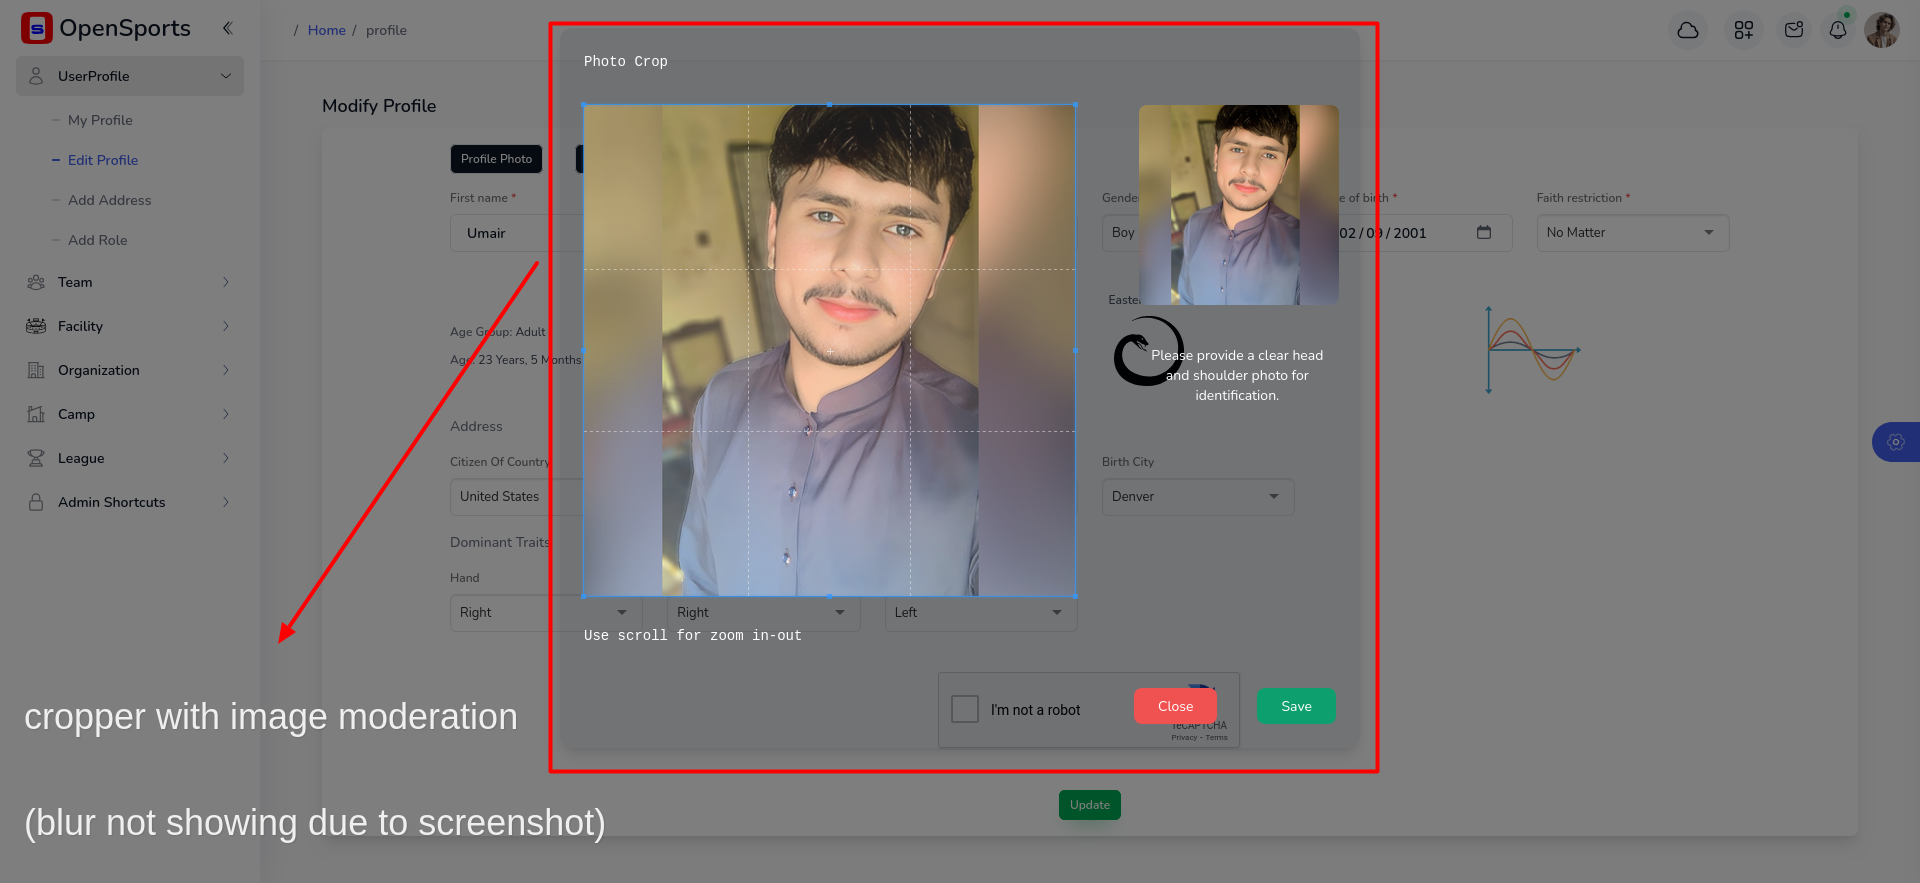 OpenSports
/ Home / profile
UserProfile
My Profile
Edit Profile
Add Address
Add Role
Team
Facility
Organization
Camp
League
Admin Shortcuts
Modify Profile
Profile Photo
First name *
Umair
Age Group: Adult
Age: 23 Years, 5 Months
Address
Citizen Of Country
United States
Dominant Traits
Hand
Right
Right
Left
Photo Crop
Use scroll for zoom in-out
Gender
Boy
e of birth *
02 / 09 / 2001
Faith restriction *
No Matter
Easter
Please provide a clear head
and shoulder photo for
identification.
Birth City
Denver
I'm not a robot
reCAPTCHA
Privacy - Terms
Close
Save
Update
cropper with image moderation
(blur not showing due to screenshot)